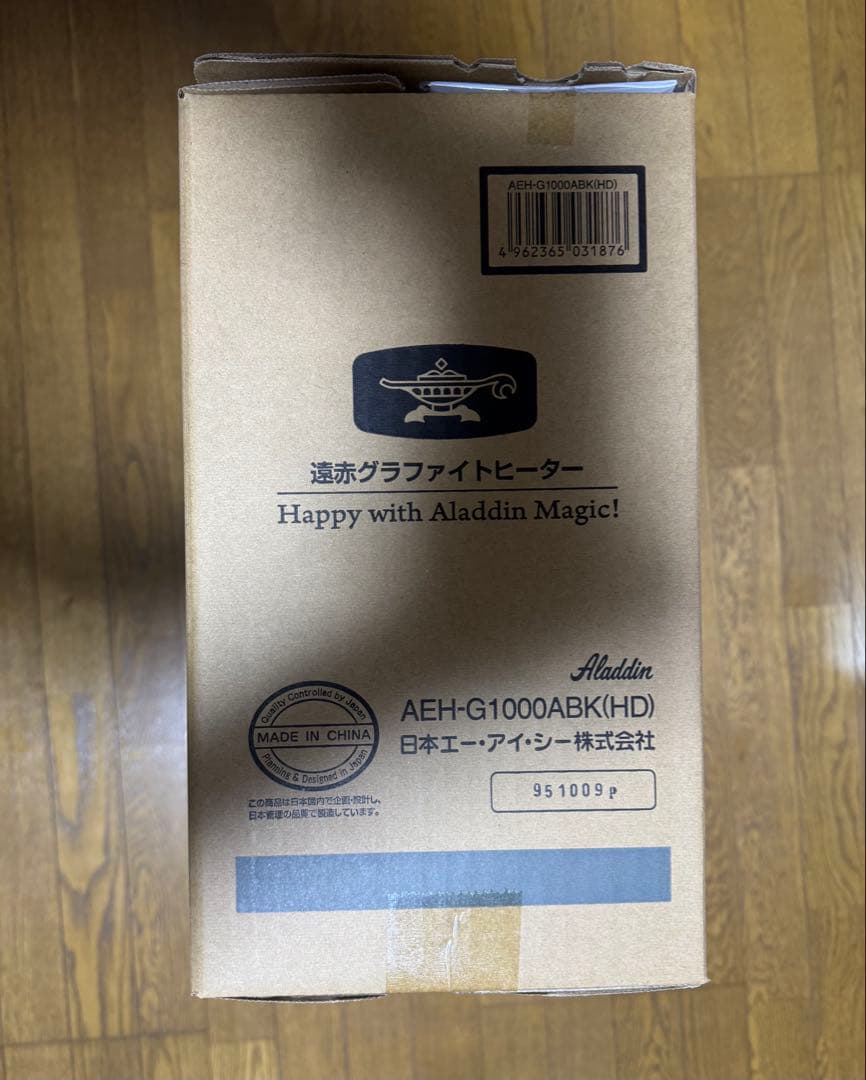 AEH-G1000ABK(HD)
4 962365 031876
遠赤グラファイトヒーター
Happy with Aladdin Magic!
Aladdin
AEH-G1000ABK(HD)
日本エー・アイ・シー株式会社
951009P
Quality Controlled by Japan
MADE IN CHINA
Planning & Designed in Japan
この商品は日本国内で企画・設計し、
日本管理の品質で製造しています。